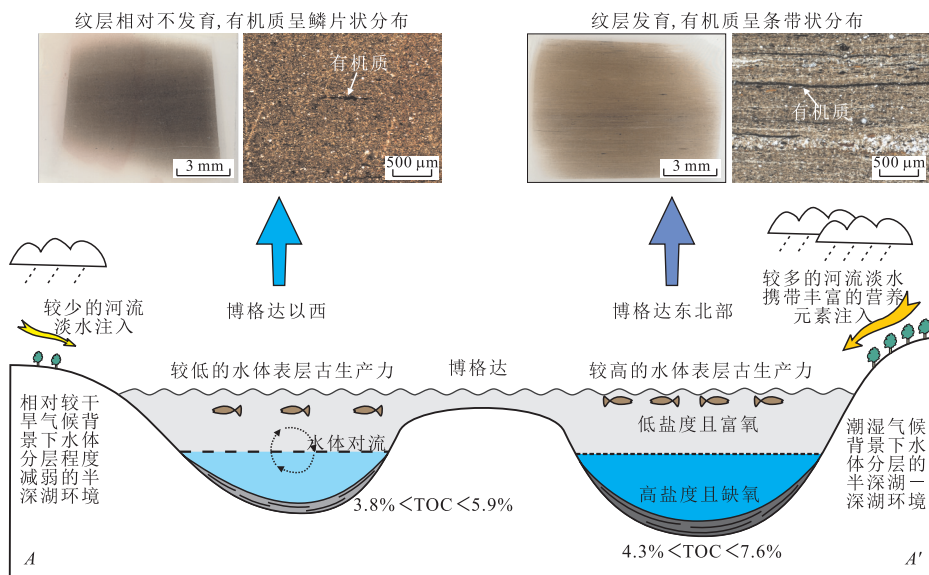 纹层相对不发育,有机质呈鳞片状分布
纹层发育,有机质呈条带状分布
有机质
3 mm
500 μm
有机质
3 mm
500 μm
较少的河流
淡水注入
博格达以西
博格达东北部
较多的河流淡水
携带丰富的营养
元素注入
较低的水体表层古生产力
博格达
较高的水体表层古生产力
相对较干
旱气候背
景下水体
分层程度
减弱的半
深湖环境
水体对流
3.8%<TOC<5.9%
低盐度且富氧
高盐度且缺氧
4.3%<TOC<7.6%
潮湿气候
背景下水
体分层的
半深湖—
深湖环境
A
A'